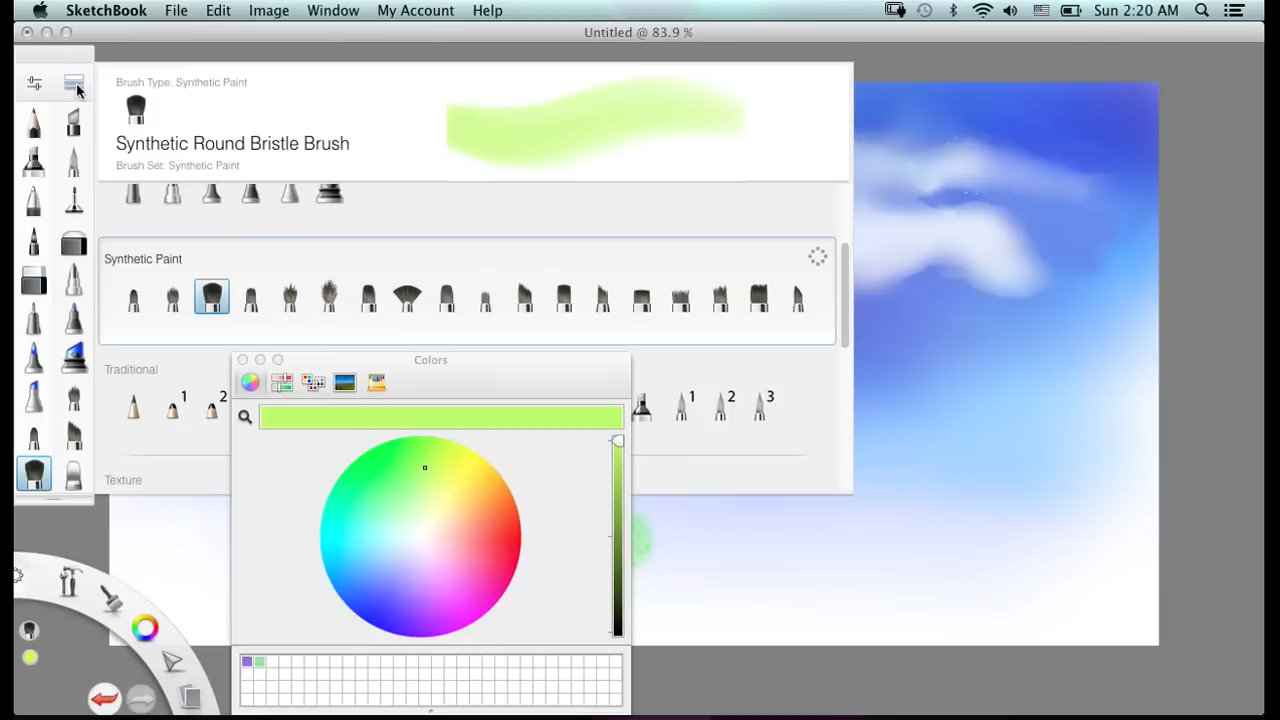 SketchBook File Edit Image Window My Account Help Sun 2:20 AM
Untitled @ 83.9 %
Brush Type: Synthetic Paint
Synthetic Round Bristle Brush
Brush Set: Synthetic Paint
Synthetic Paint
Traditional
1 2 1 2 3
Colors
Texture